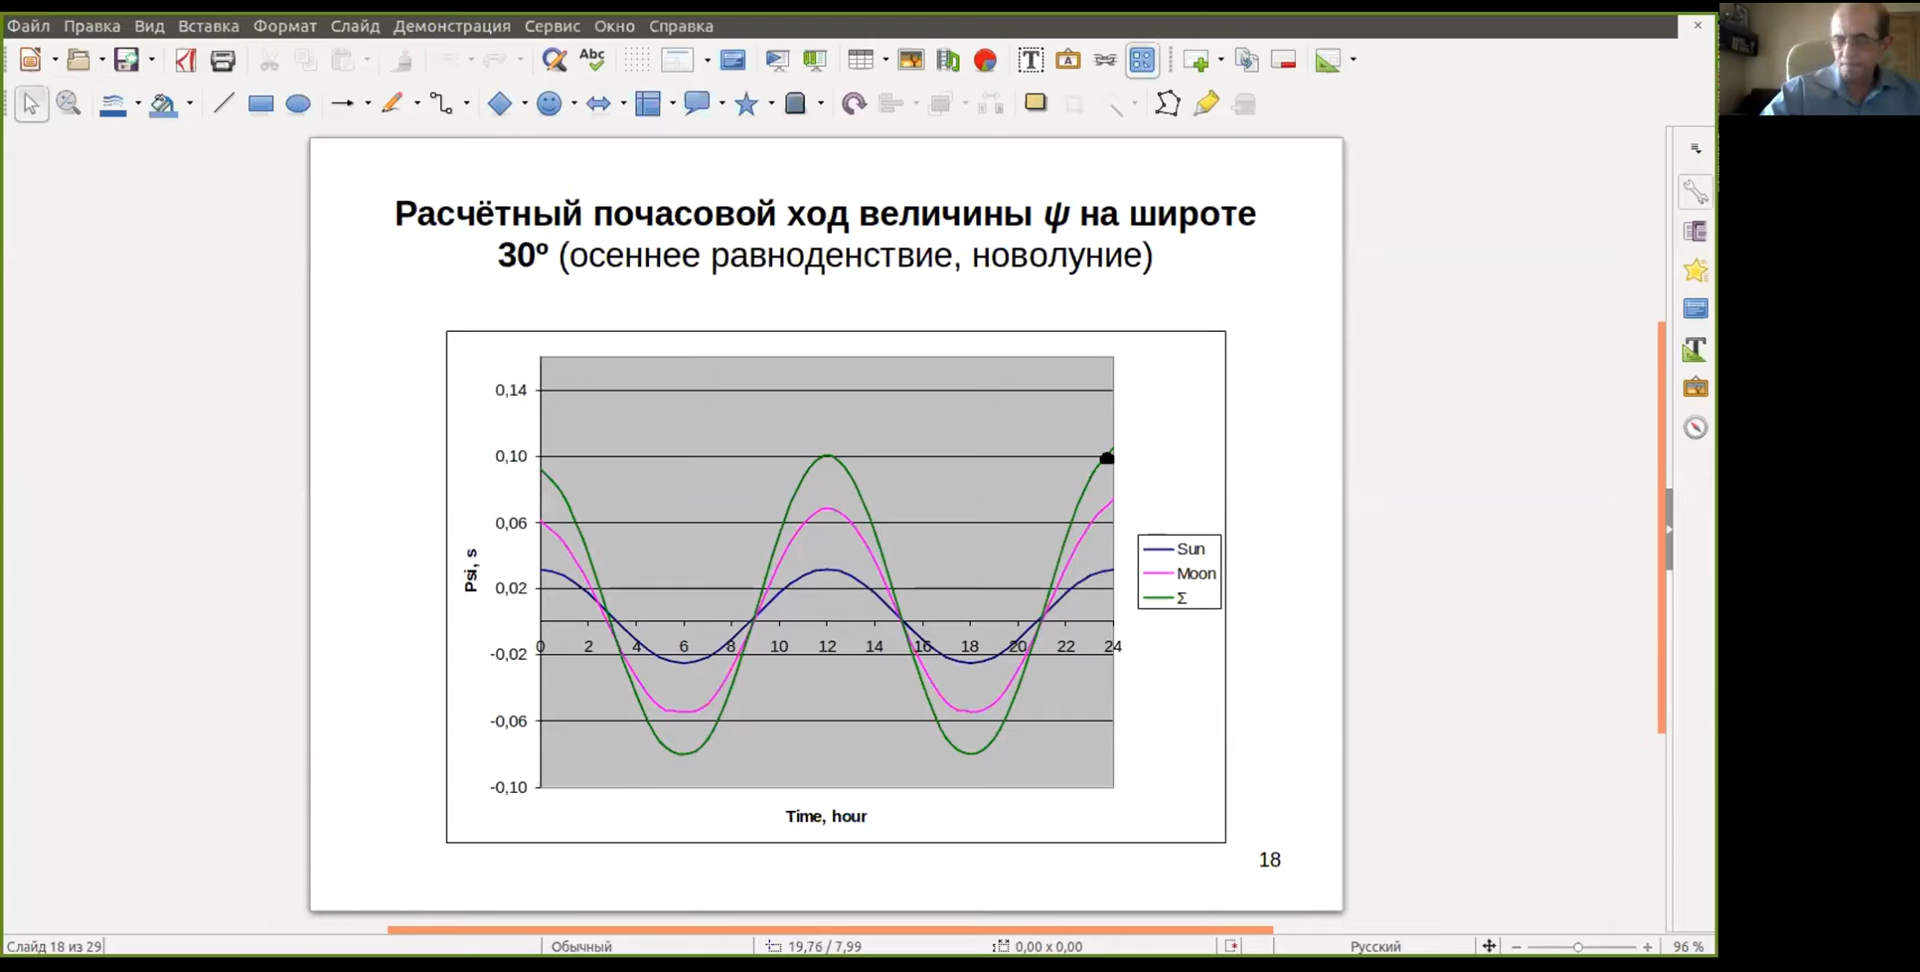 Файл Правка Вид Вставка Формат Слайд Демонстрация Сервис Окно Справка
Abc
Расчётный почасовой ход величины ψ на широте
30º (осеннее равноденствие, новолуние)
0,14
0,10
0,06
0,02
-0,02
-0,06
-0,10
Psi, s
0 2 4 6 8 10 12 14 16 18 20 22 24
Time, hour
Sun
Moon
Σ
18
Слайд 18 из 29 Обычный 19,76 / 7,99 0,00 x 0,00 Русский 96 %